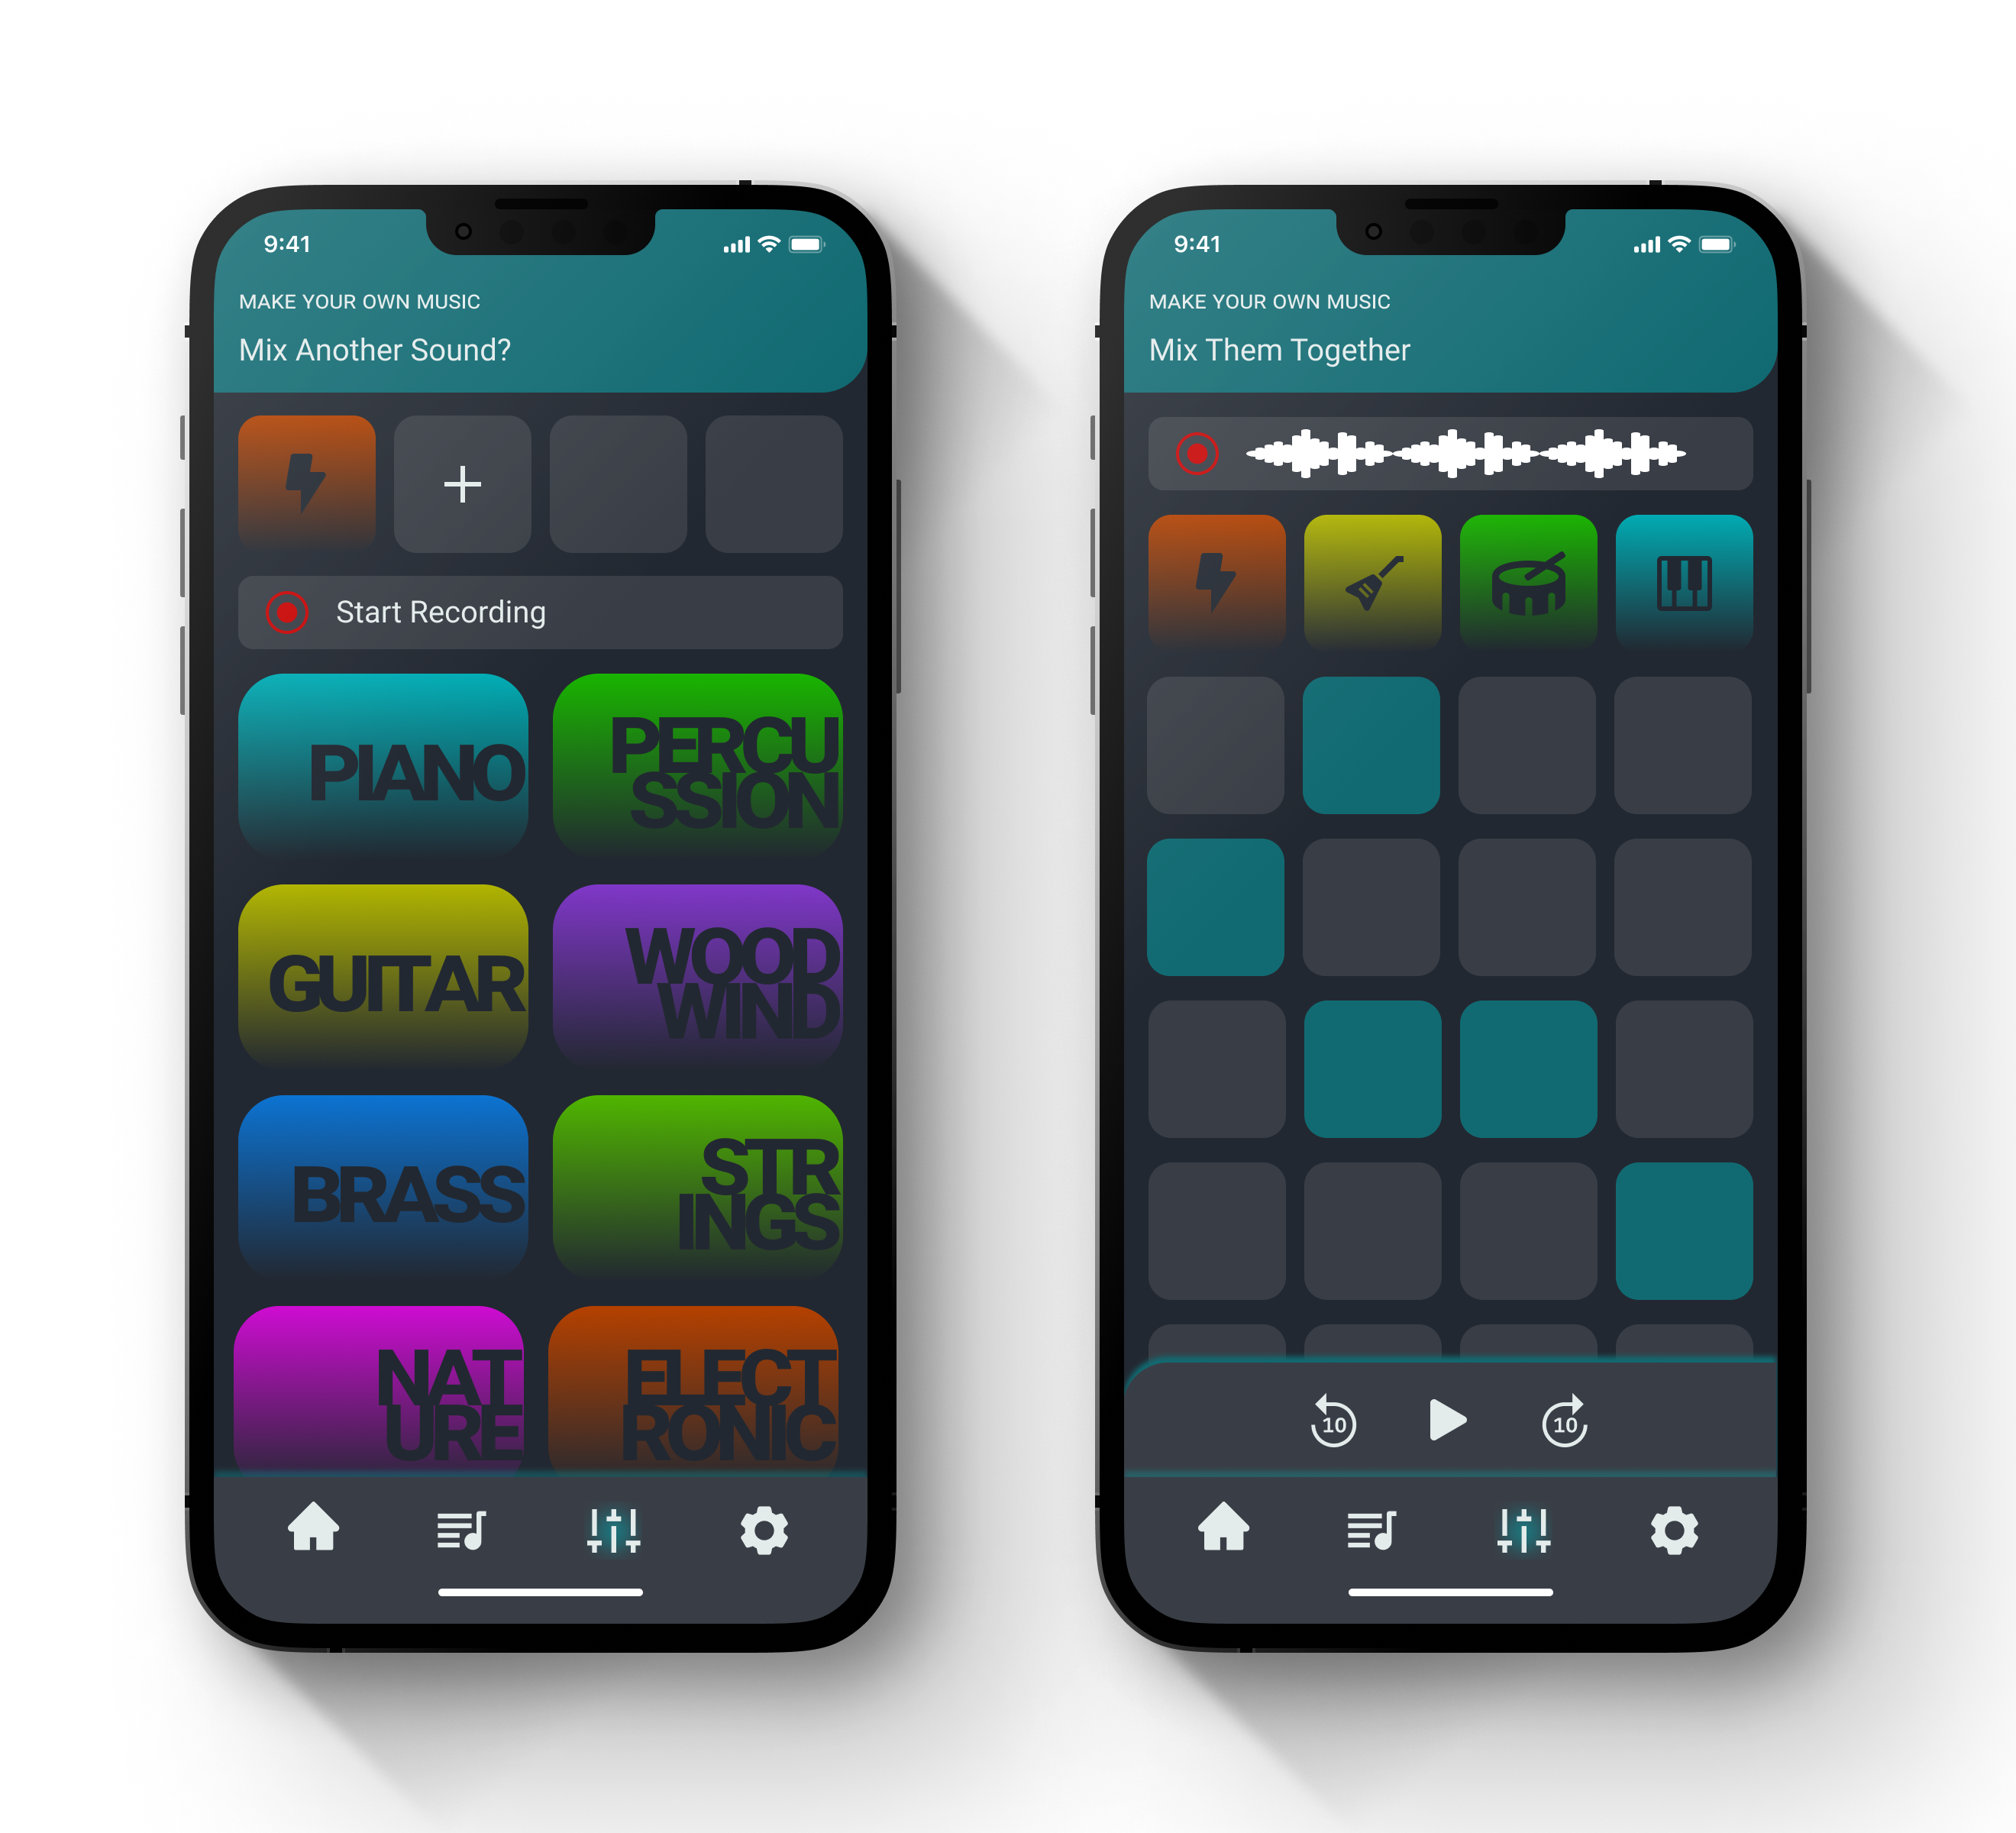 9:41
MAKE YOUR OWN MUSIC
Mix Another Sound?
Start Recording
PIANO
PERCU
SSION
GUITAR
WOOD
WIND
BRASS
STR
INGS
NAT
URE
ELECT
RONIC
9:41
MAKE YOUR OWN MUSIC
Mix Them Together
10
10